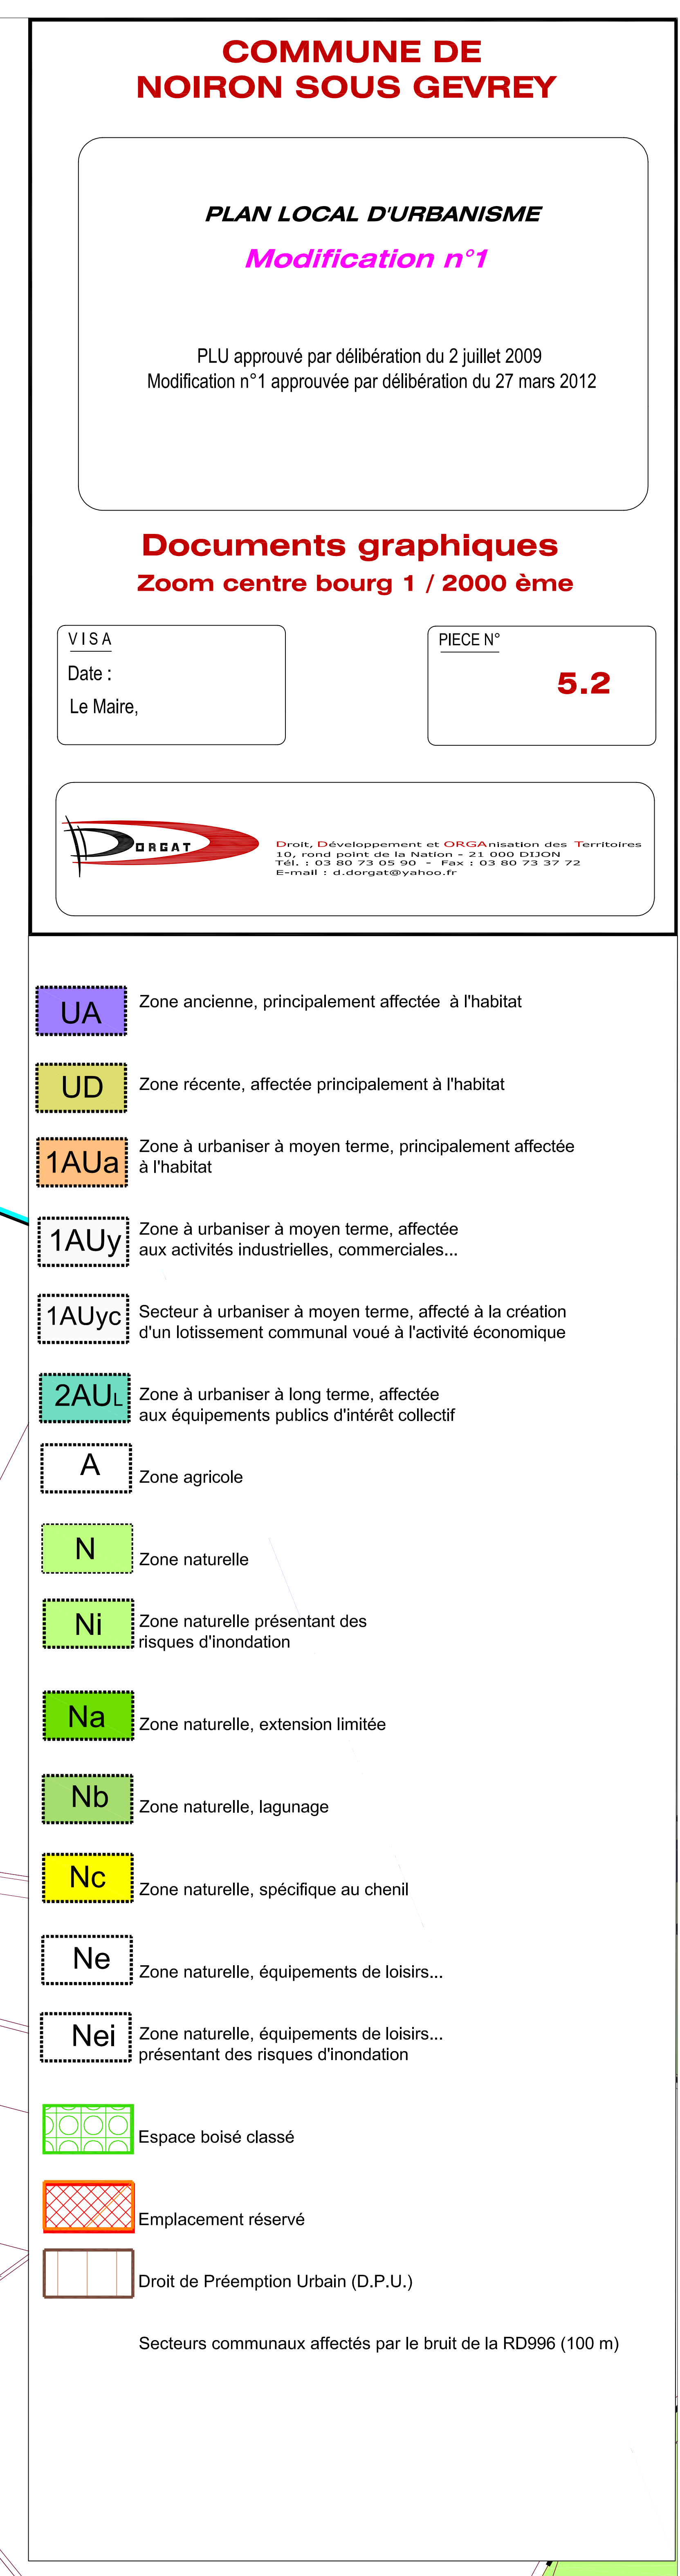 COMMUNE DE
NOIRON SOUS GEVREY
PLAN LOCAL D'URBANISME
Modification n°1
PLU approuvé par délibération du 2 juillet 2009
Modification n°1 approuvée par délibération du 27 mars 2012
Documents graphiques
Zoom centre bourg 1 / 2000 ème
VISA
Date :
Le Maire,
PIECE N°
5.2
DORGAT
Droit, Développement et ORGAnisation des Territoires
10, rond point de la Nation - 21 000 DIJON
Tél. : 03 80 73 05 90 - Fax : 03 80 73 37 72
E-mail : d.dorgat@yahoo.fr
UA Zone ancienne, principalement affectée à l'habitat
UD Zone récente, affectée principalement à l'habitat
1AUa Zone à urbaniser à moyen terme, principalement affectée
à l'habitat
1AUy Zone à urbaniser à moyen terme, affectée
aux activités industrielles, commerciales...
1AUyc Secteur à urbaniser à moyen terme, affecté à la création
d'un lotissement communal voué à l'activité économique
2AUL Zone à urbaniser à long terme, affectée
aux équipements publics d'intérêt collectif
A Zone agricole
N Zone naturelle
Ni Zone naturelle présentant des
risques d'inondation
Na Zone naturelle, extension limitée
Nb Zone naturelle, lagunage
Nc Zone naturelle, spécifique au chenil
Ne Zone naturelle, équipements de loisirs...
Nei Zone naturelle, équipements de loisirs...
présentant des risques d'inondation
Espace boisé classé
Emplacement réservé
Droit de Préemption Urbain (D.P.U.)
Secteurs communaux affectés par le bruit de la RD996 (100 m)